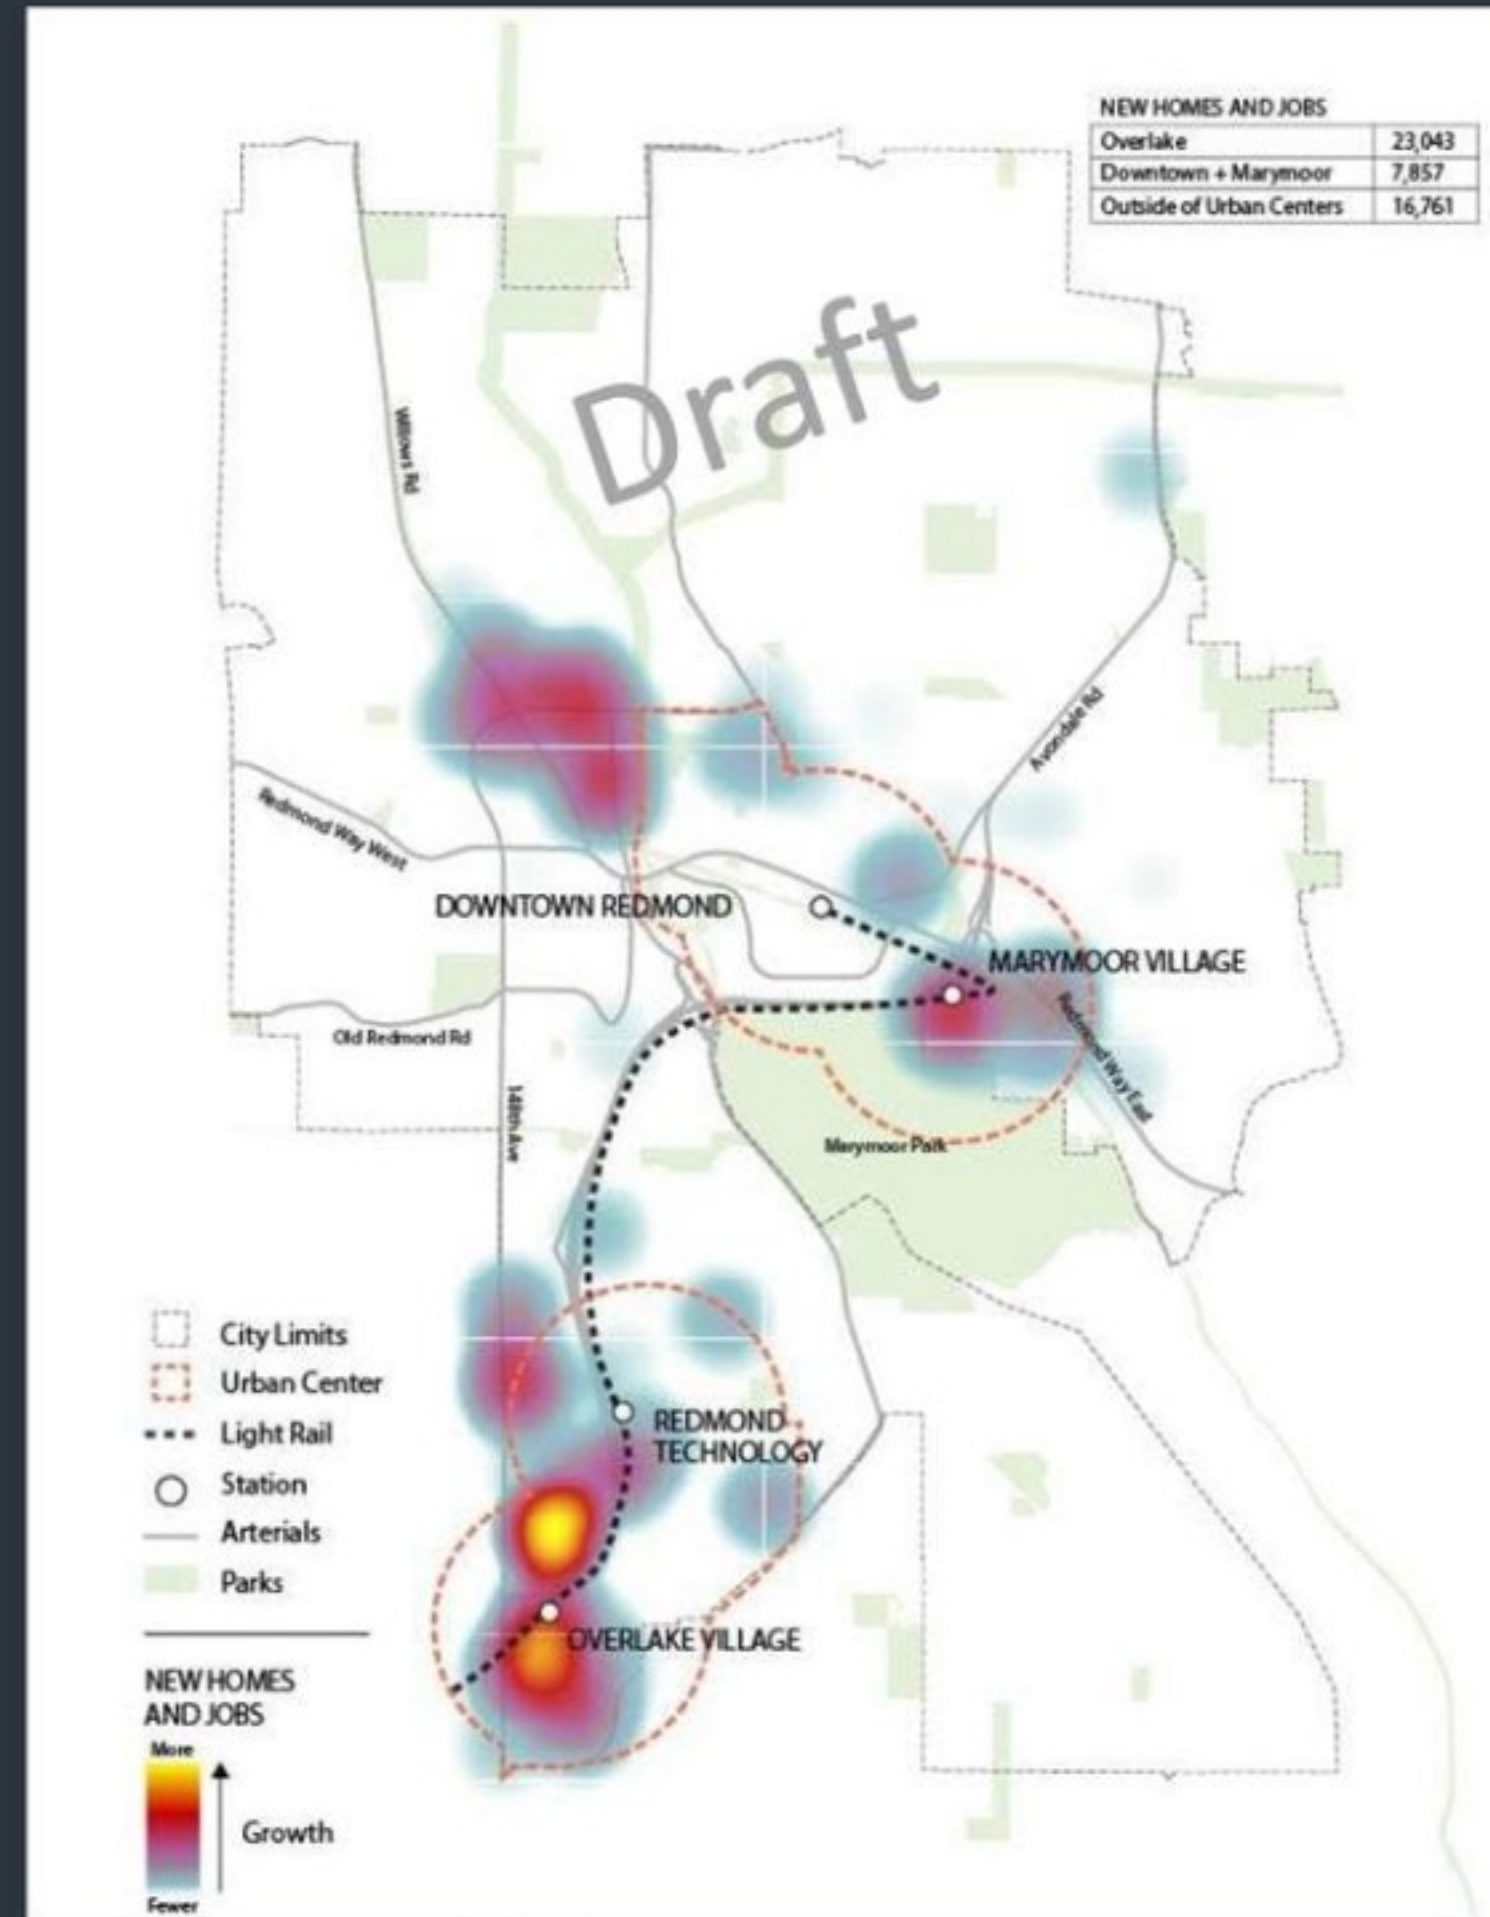 NEW HOMES AND JOBS
Overlake 23,043
Downtown + Marymoor 7,857
Outside of Urban Centers 16,761
Draft
Willows Rd
Avondale Rd
Redmond Way West
DOWNTOWN REDMOND
MARYMOOR VILLAGE
Old Redmond Rd
Redmond Way East
148th Ave
Marymoor Park
City Limits
Urban Center
Light Rail
Station
Arterials
Parks
REDMOND
TECHNOLOGY
OVERLAKE VILLAGE
NEW HOMES
AND JOBS
More
Growth
Fewer